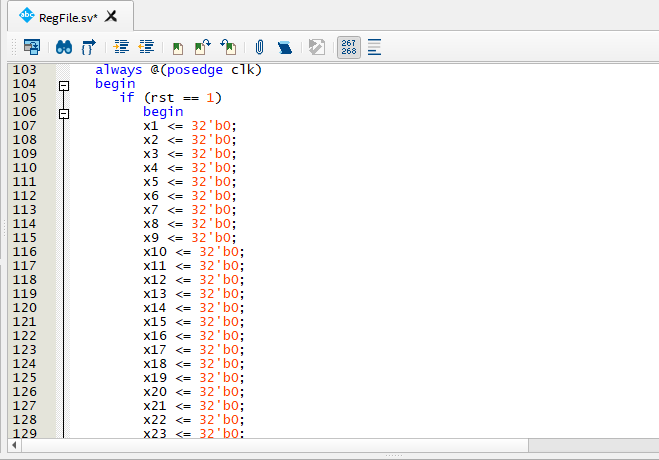 abc RegFile.sv*
267
268
103 always @(posedge clk)
104 begin
105 if (rst == 1)
106 begin
107 x1 <= 32'b0;
108 x2 <= 32'b0;
109 x3 <= 32'b0;
110 x4 <= 32'b0;
111 x5 <= 32'b0;
112 x6 <= 32'b0;
113 x7 <= 32'b0;
114 x8 <= 32'b0;
115 x9 <= 32'b0;
116 x10 <= 32'b0;
117 x11 <= 32'b0;
118 x12 <= 32'b0;
119 x13 <= 32'b0;
120 x14 <= 32'b0;
121 x15 <= 32'b0;
122 x16 <= 32'b0;
123 x17 <= 32'b0;
124 x18 <= 32'b0;
125 x19 <= 32'b0;
126 x20 <= 32'b0;
127 x21 <= 32'b0;
128 x22 <= 32'b0;
129 x23 <= 32'b0;